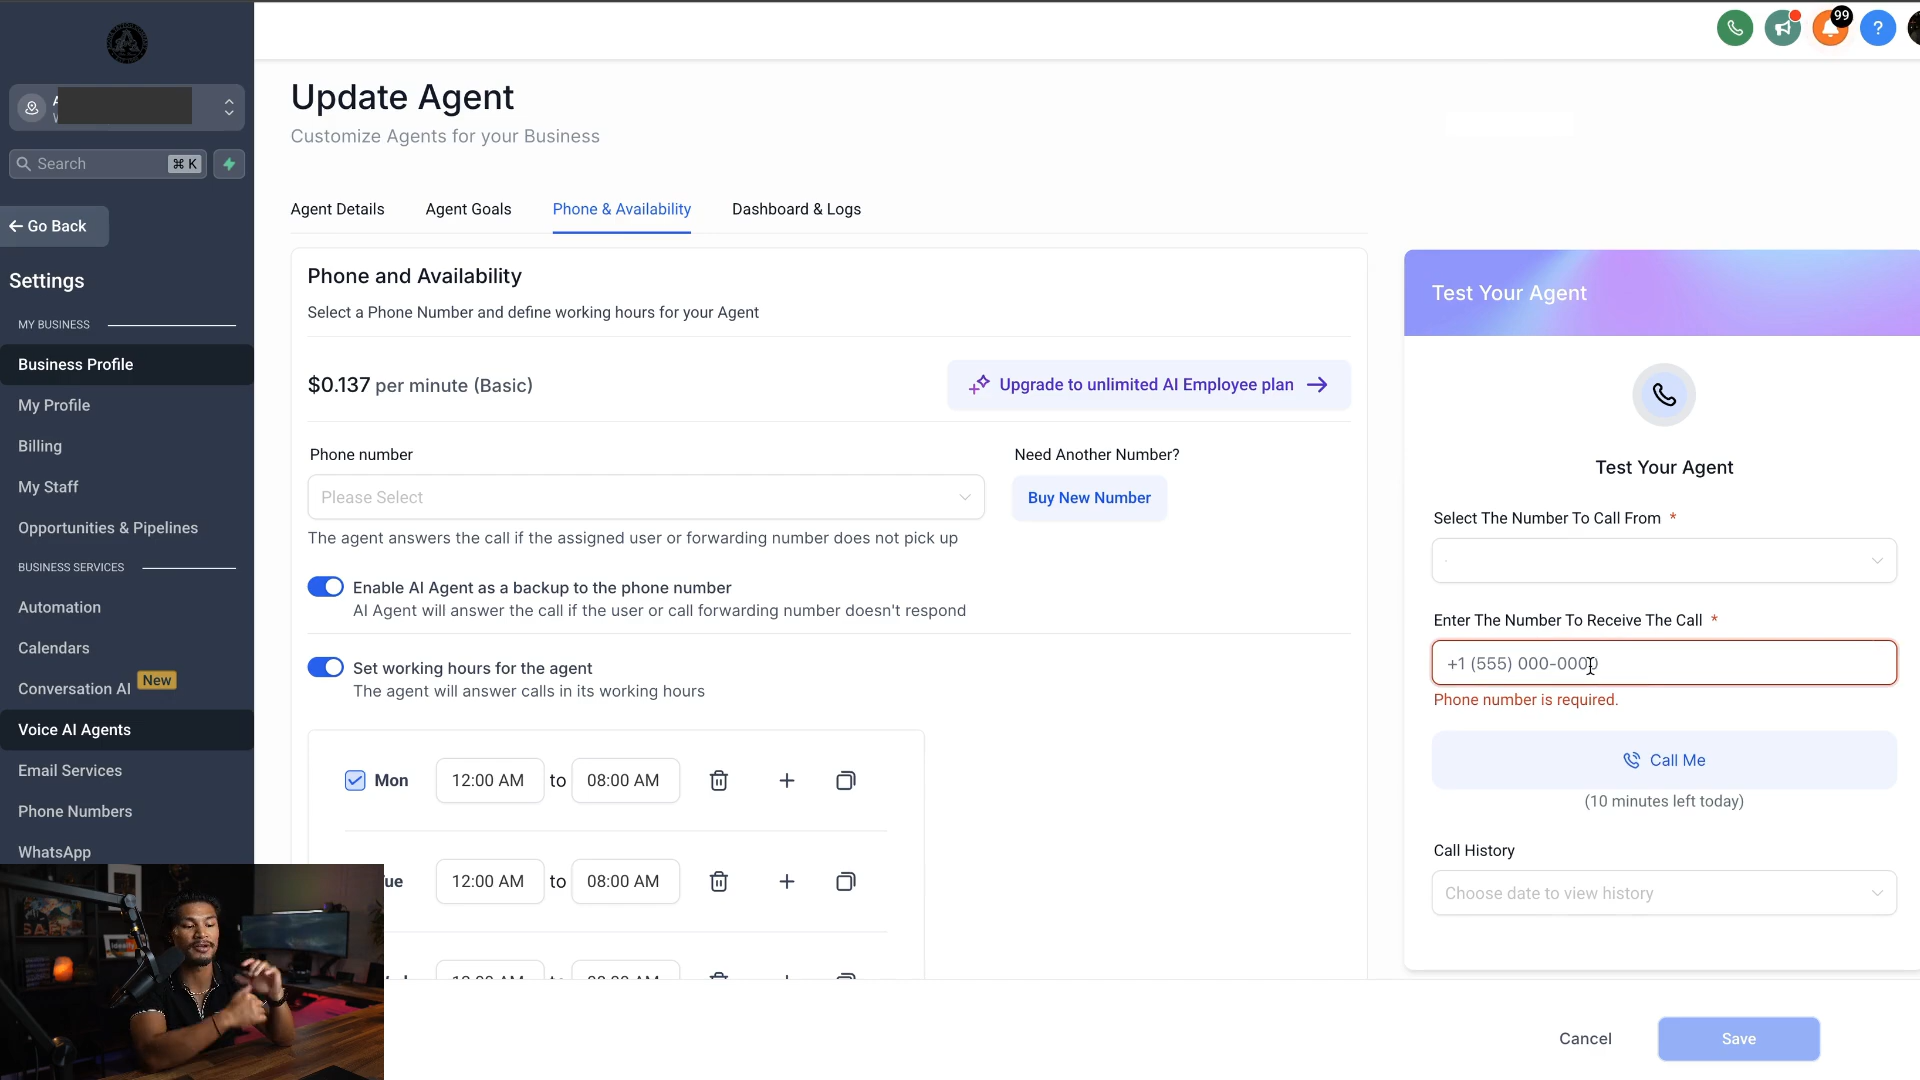 99
?
Search
⌘ K
Go Back
Settings
MY BUSINESS
Business Profile
My Profile
Billing
My Staff
Opportunities & Pipelines
BUSINESS SERVICES
Automation
Calendars
Conversation AI New
Voice AI Agents
Email Services
Phone Numbers
WhatsApp
Update Agent
Customize Agents for your Business
Agent Details Agent Goals Phone & Availability Dashboard & Logs
Phone and Availability
Select a Phone Number and define working hours for your Agent
$0.137 per minute (Basic)
Upgrade to unlimited AI Employee plan
Phone number
Please Select
The agent answers the call if the assigned user or forwarding number does not pick up
Need Another Number?
Buy New Number
Enable AI Agent as a backup to the phone number
AI Agent will answer the call if the user or call forwarding number doesn't respond
Set working hours for the agent
The agent will answer calls in its working hours
Mon 12:00 AM to 08:00 AM
ue 12:00 AM to 08:00 AM
Test Your Agent
Test Your Agent
Select The Number To Call From *
Enter The Number To Receive The Call *
+1 (555) 000-0000
Phone number is required.
Call Me
(10 minutes left today)
Call History
Choose date to view history
Cancel
Save